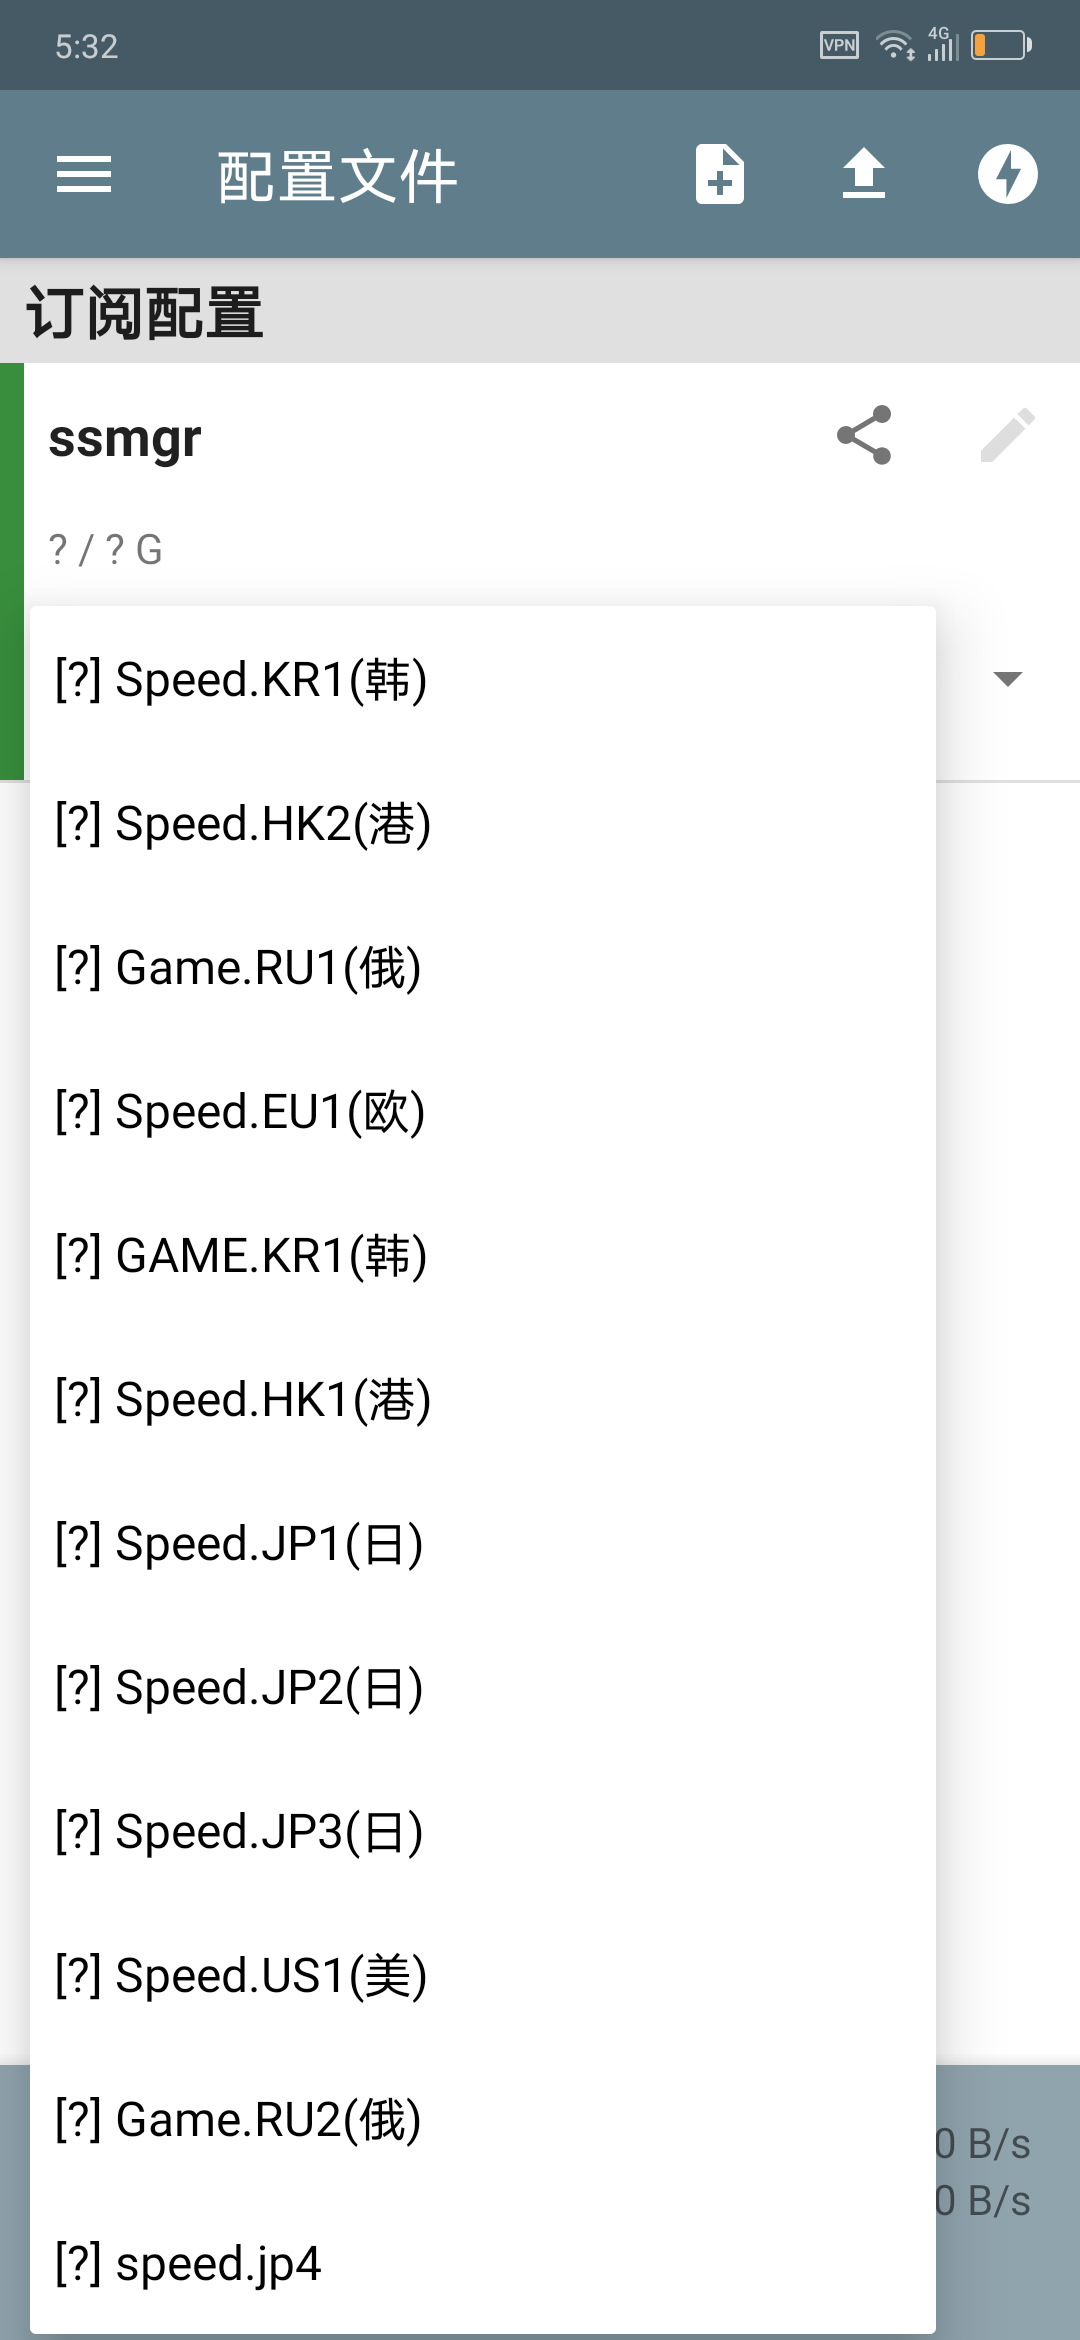 5:32
VPN
4G
配置文件
订阅配置
ssmgr
? / ? G
[?] Speed.KR1(韩)
[?] Speed.HK2(港)
[?] Game.RU1(俄)
[?] Speed.EU1(欧)
[?] GAME.KR1(韩)
[?] Speed.HK1(港)
[?] Speed.JP1(日)
[?] Speed.JP2(日)
[?] Speed.JP3(日)
[?] Speed.US1(美)
[?] Game.RU2(俄)
0 B/s
0 B/s
[?] speed.jp4